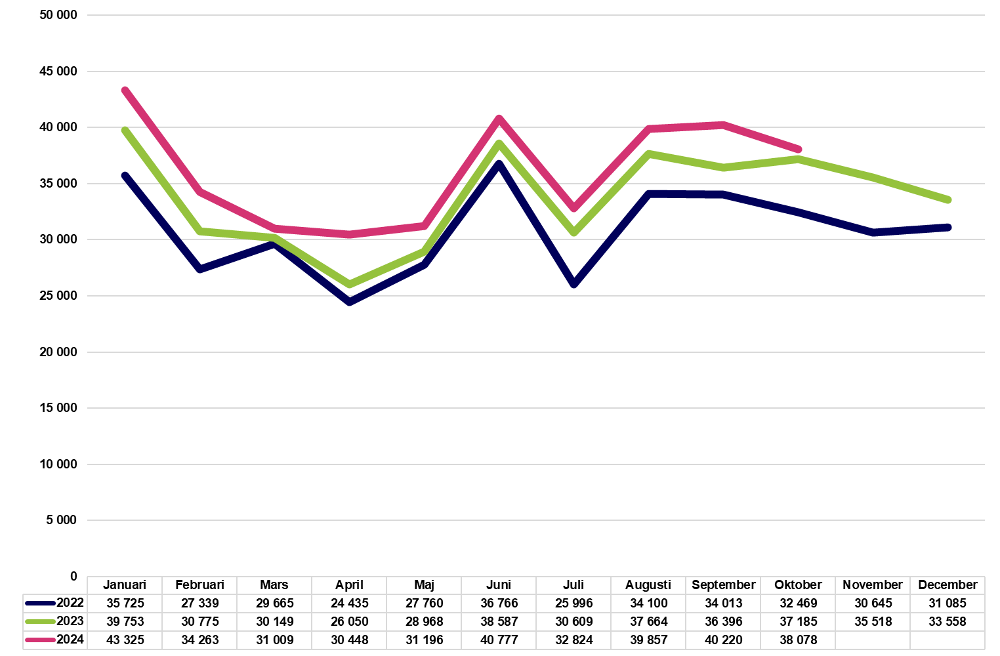 50 000
45 000
40 000
35 000
30 000
25 000
20 000
15 000
10 000
5 000
0
Januari Februari Mars April Maj Juni Juli Augusti September Oktober November December
2022 35 725 27 339 29 665 24 435 27 760 36 766 25 996 34 100 34 013 32 469 30 645 31 085
2023 39 753 30 775 30 149 26 050 28 968 38 587 30 609 37 664 36 396 37 185 35 518 33 558
2024 43 325 34 263 31 009 30 448 31 196 40 777 32 824 39 857 40 220 38 078